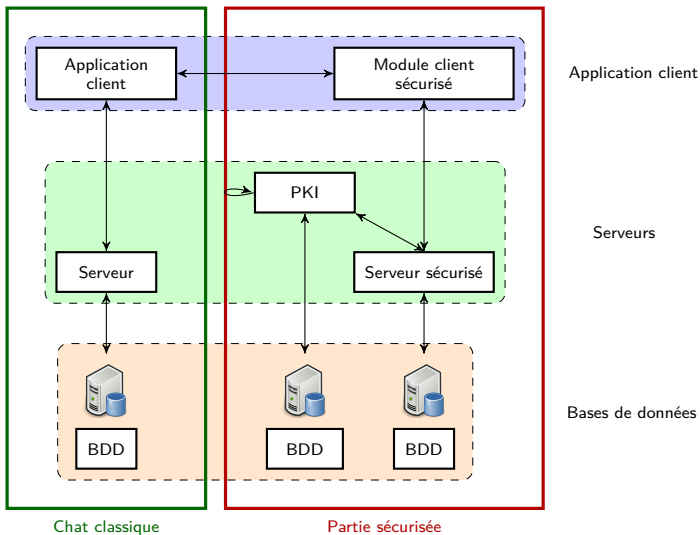 Application
client
Module client
sécurisé
Application client
PKI
Serveurs
Serveur
Serveur sécurisé
Bases de données
BDD
BDD
BDD
Chat classique
Partie sécurisée